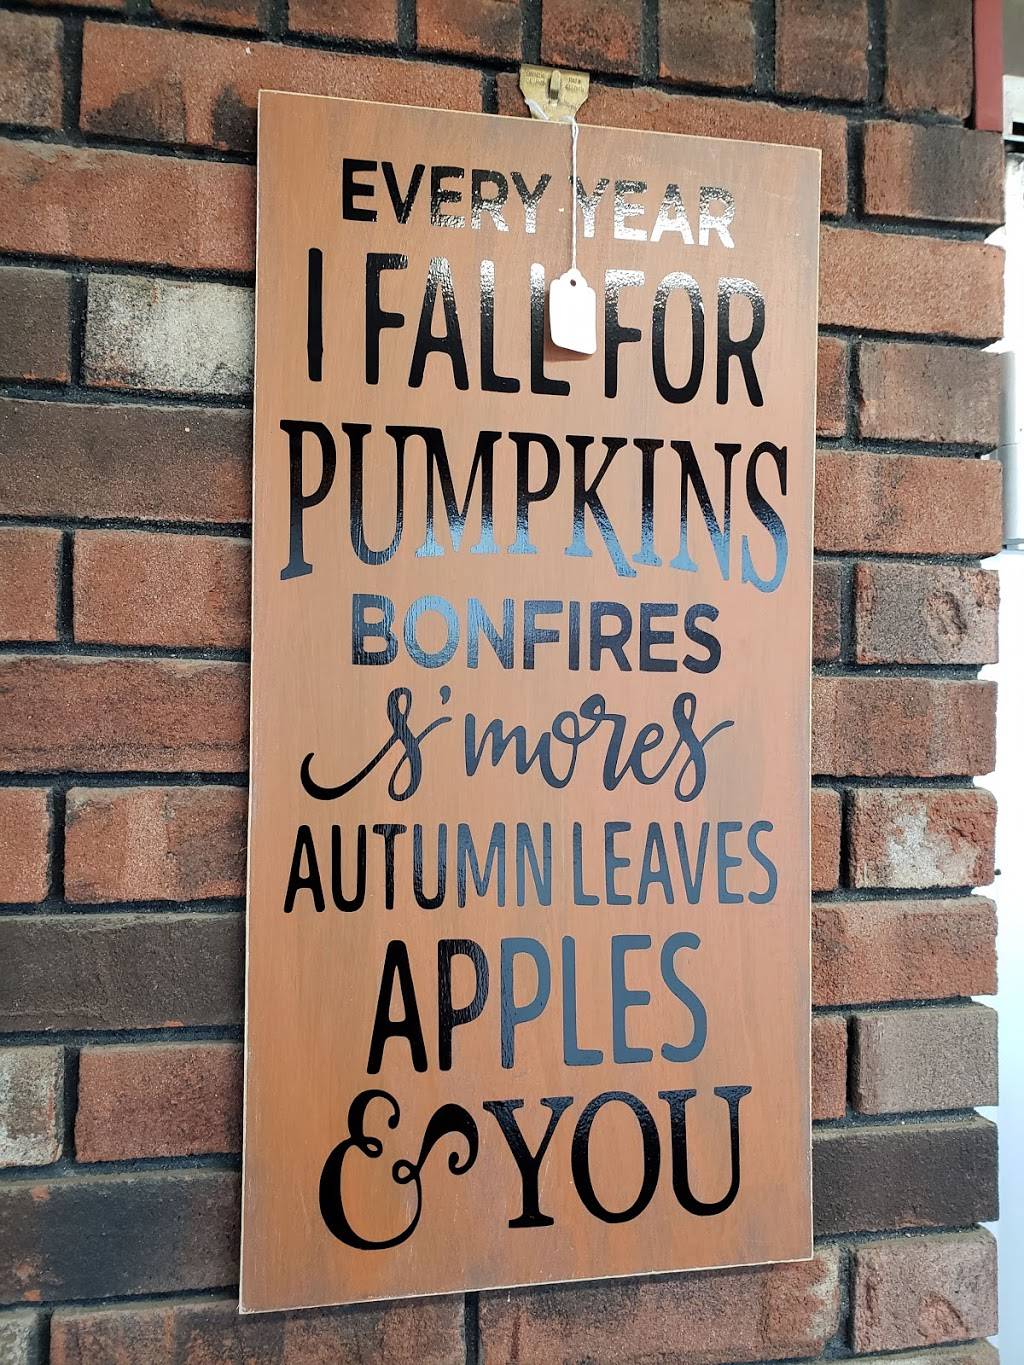 EVERY YEAR
I FALL FOR
PUMPKINS
BONFIRES
S'mores
AUTUMN LEAVES
APPLES
& YOU